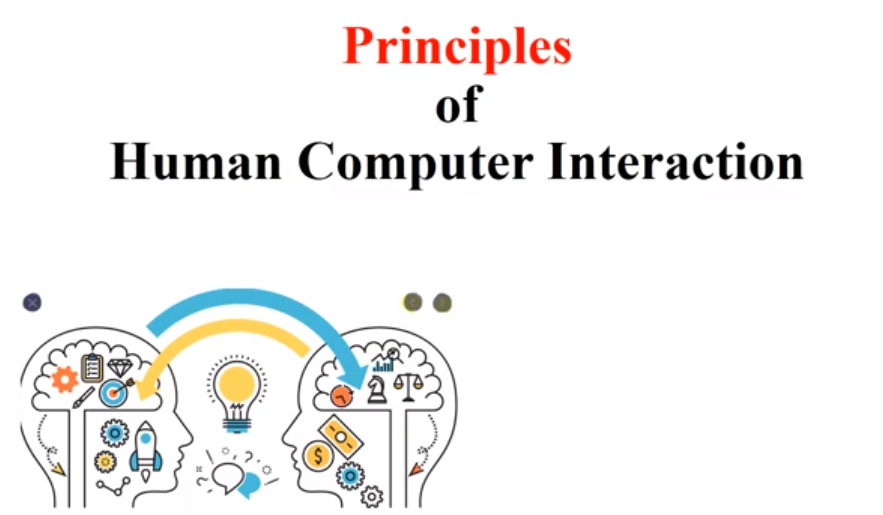 Principles
of
Human Computer Interaction
$